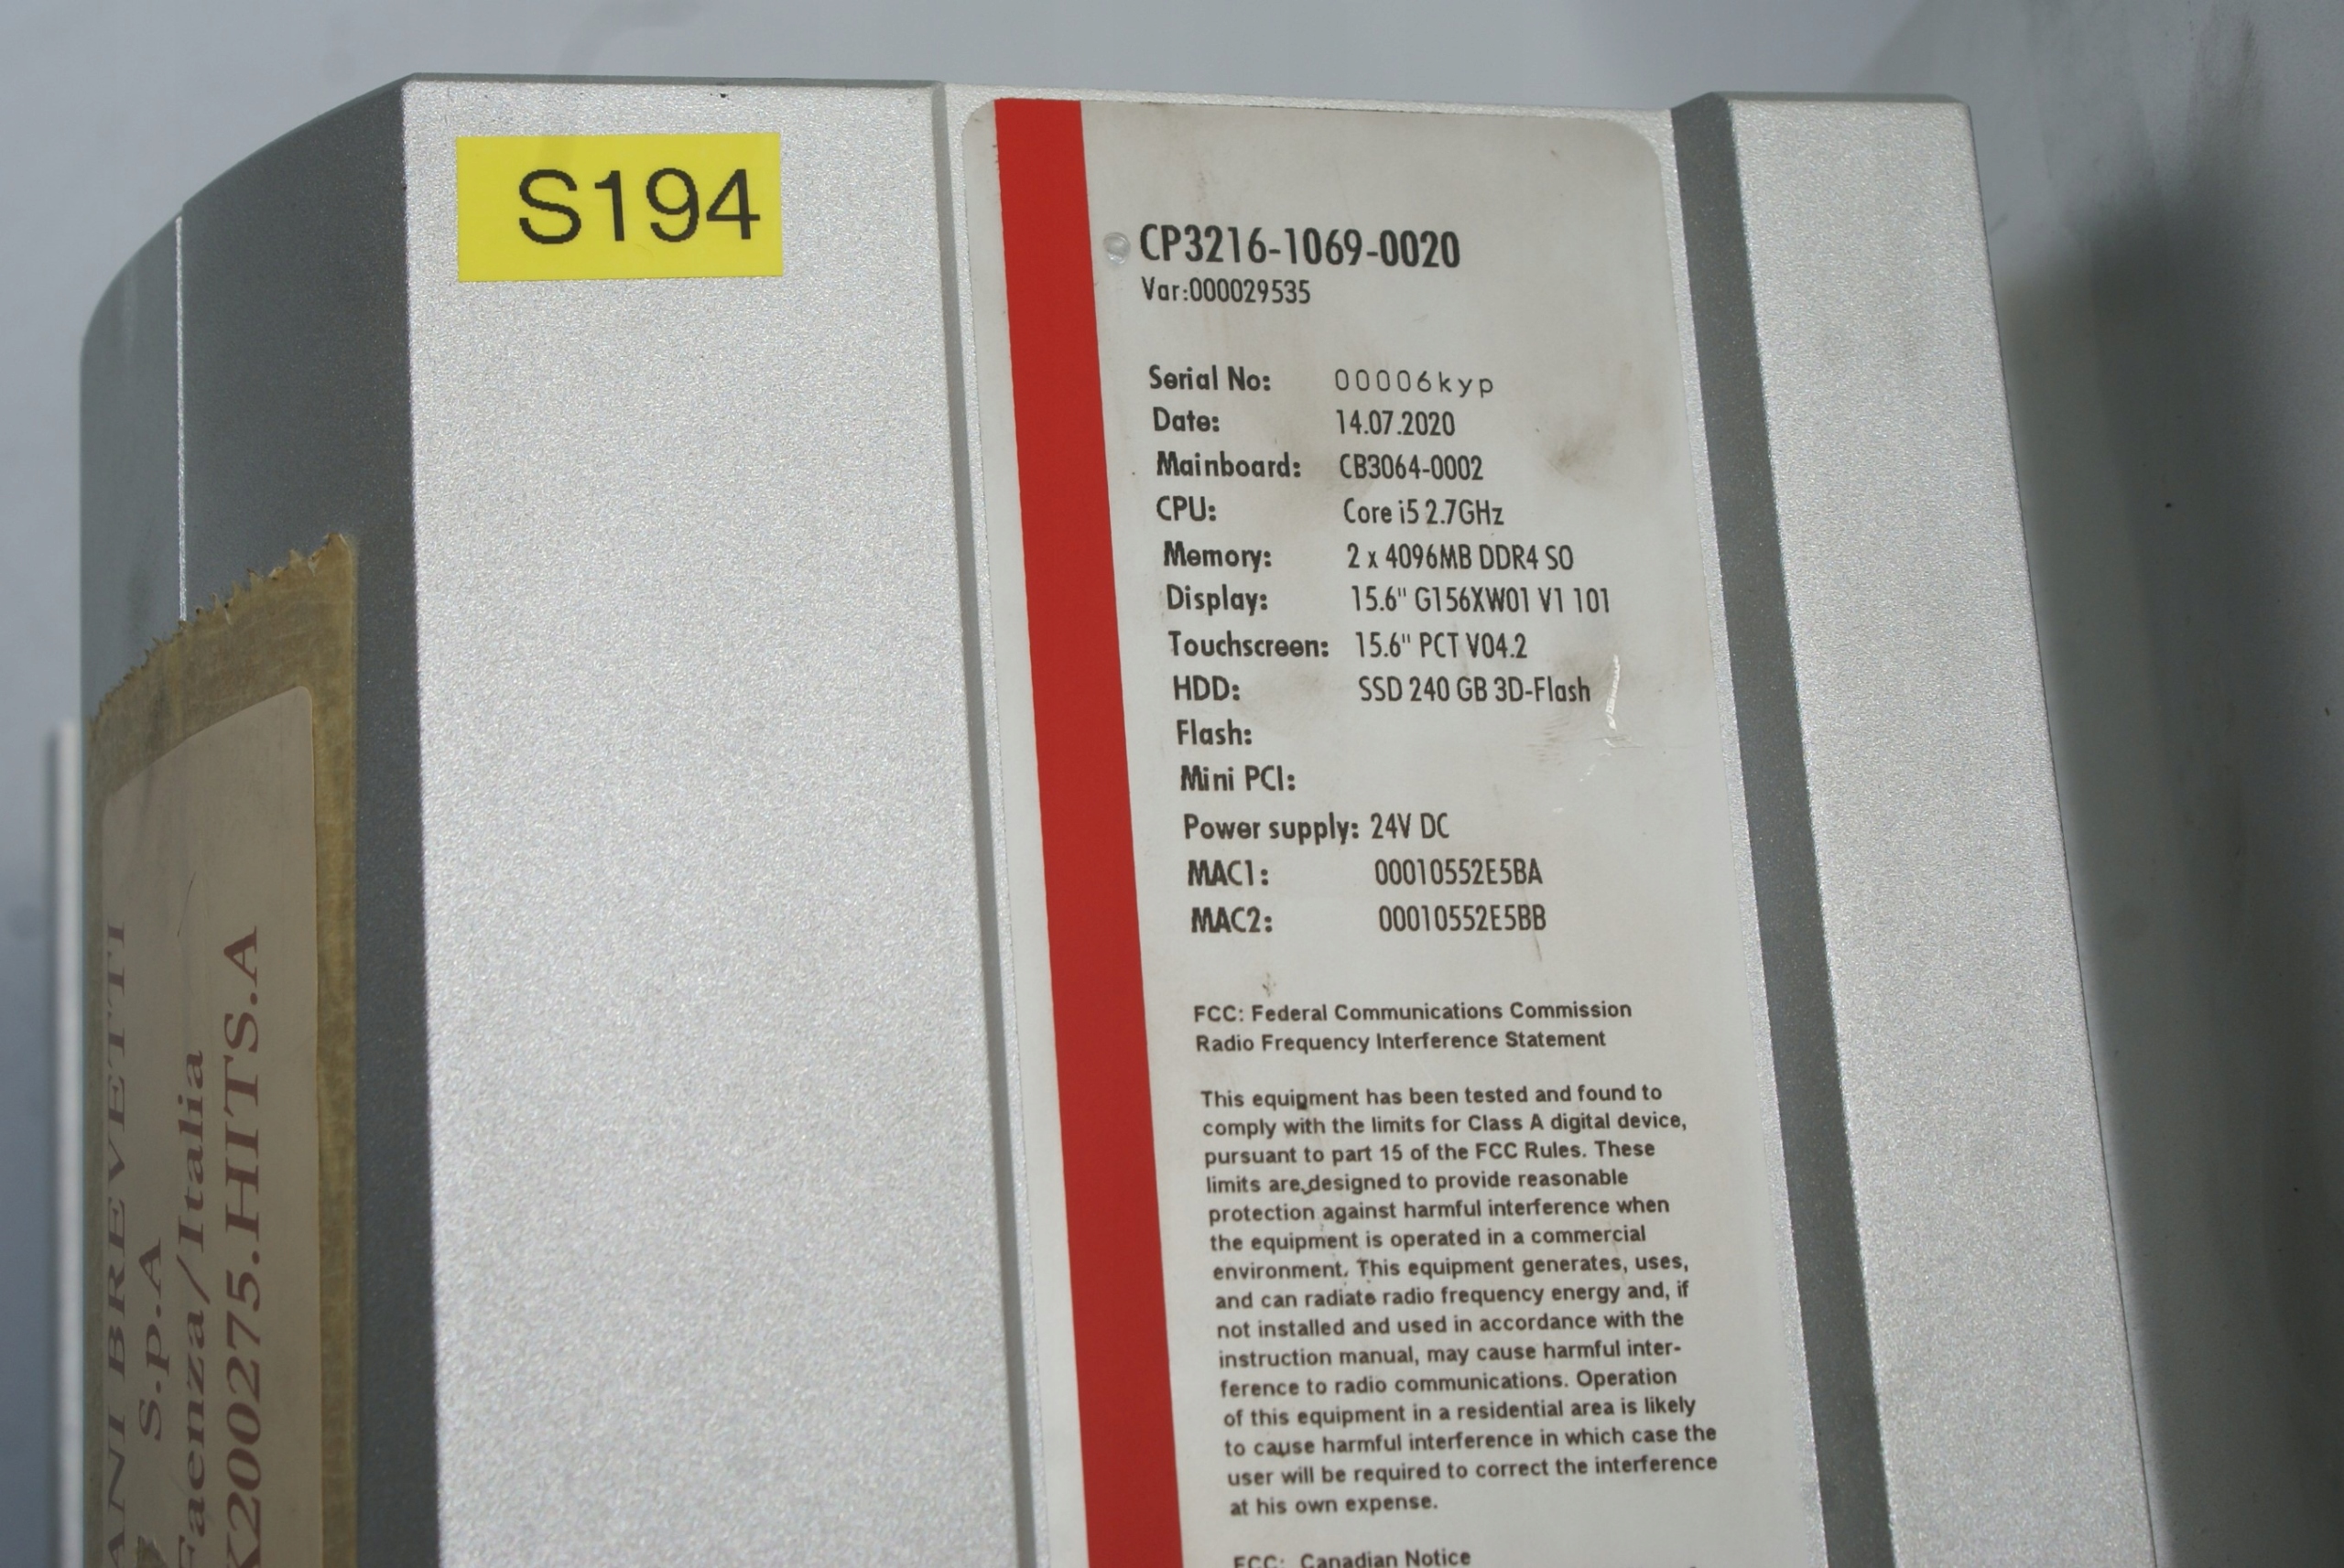 S194
CP3216-1069-0020
Var:000029535
Serial No: 00006kyp
Date: 14.07.2020
Mainboard: CB3064-0002
CPU: Core i5 2.7GHz
Memory: 2 x 4096MB DDR4 SO
Display: 15.6" G156XW01 V1 101
Touchscreen: 15.6" PCT V04.2
HDD: SSD 240 GB 3D-Flash
Flash:
Mini PCI:
Power supply: 24V DC
MAC1: 00010552E5BA
MAC2: 00010552E5BB
FCC: Federal Communications Commission
Radio Frequency Interference Statement
This equipment has been tested and found to
comply with the limits for Class A digital device,
pursuant to part 15 of the FCC Rules. These
limits are designed to provide reasonable
protection against harmful interference when
the equipment is operated in a commercial
environment. This equipment generates, uses,
and can radiate radio frequency energy and, if
not installed and used in accordance with the
instruction manual, may cause harmful inter-
ference to radio communications. Operation
of this equipment in a residential area is likely
to cause harmful interference in which case the
user will be required to correct the interference
at his own expense.
FCC: Canadian Notice
ANI BREVETTI
S.p.A
Faenza/Italia
K200275.HITS.A